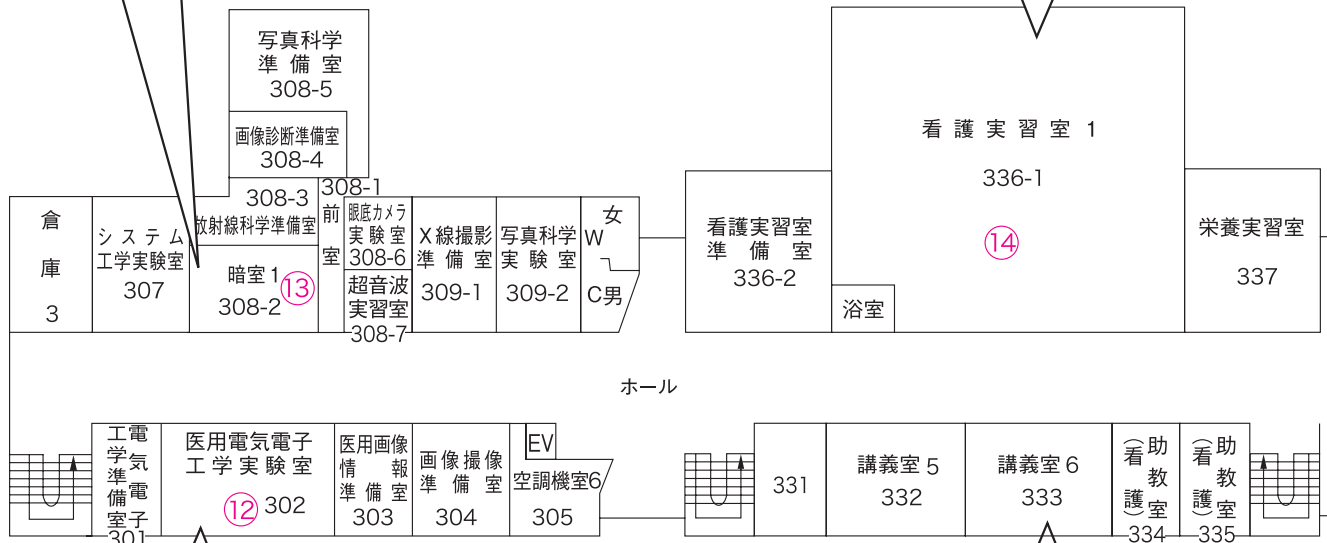 写真科学
準備室
308-5
画像診断準備室
308-4
308-3
放射線科学準備室
308-1
前室
倉庫3
システム
工学実験室
307
暗室1
308-2
⑬
眼底カメラ
実験室
308-6
超音波
実習室
308-7
X線撮影
準備室
309-1
写真科学
実験室
309-2
女
W
C男
看護実習室
準備室
336-2
看護実習室1
336-1
⑭
浴室
栄養実習室
337
ホール
電気電子
工学準備室
301
医用電気電子
工学実験室
⑫
302
医用画像
情報
準備室
303
画像撮像
準備室
304
EV
空調機室6
305
331
講義室5
332
講義室6
333
助教室
（看護）
334
助教室
（看護）
335